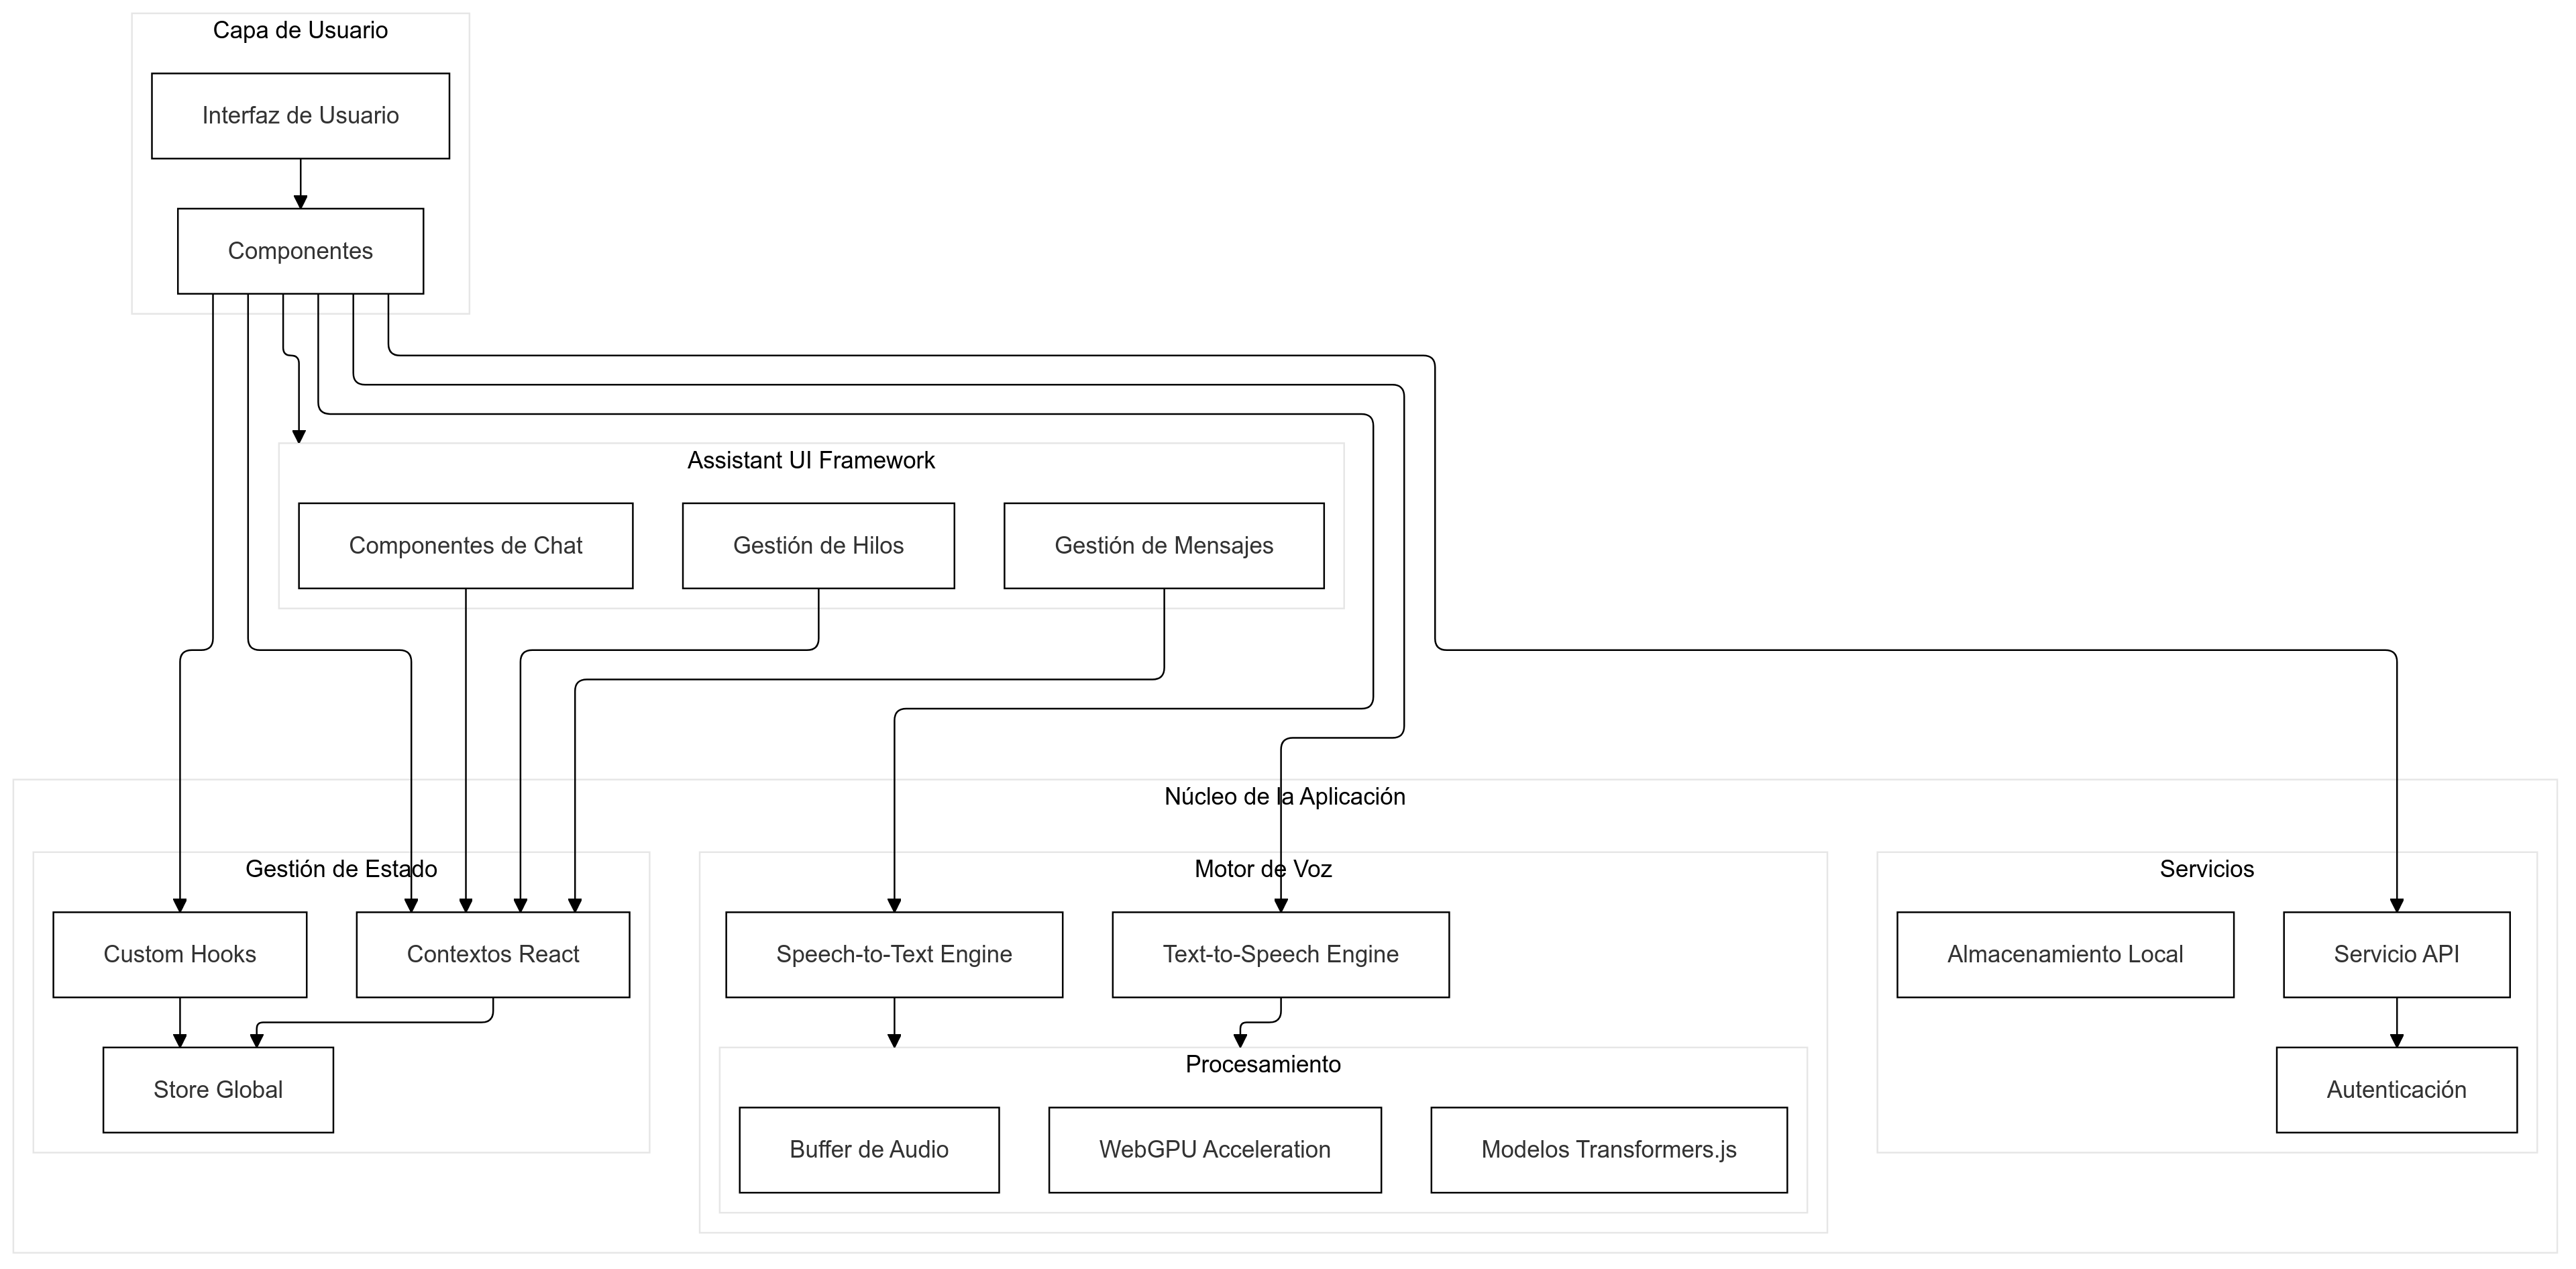 Capa de Usuario
Interfaz de Usuario
Componentes
Assistant UI Framework
Componentes de Chat
Gestión de Hilos
Gestión de Mensajes
Núcleo de la Aplicación
Gestión de Estado
Custom Hooks
Contextos React
Store Global
Motor de Voz
Speech-to-Text Engine
Text-to-Speech Engine
Procesamiento
Buffer de Audio
WebGPU Acceleration
Modelos Transformers.js
Servicios
Almacenamiento Local
Servicio API
Autenticación